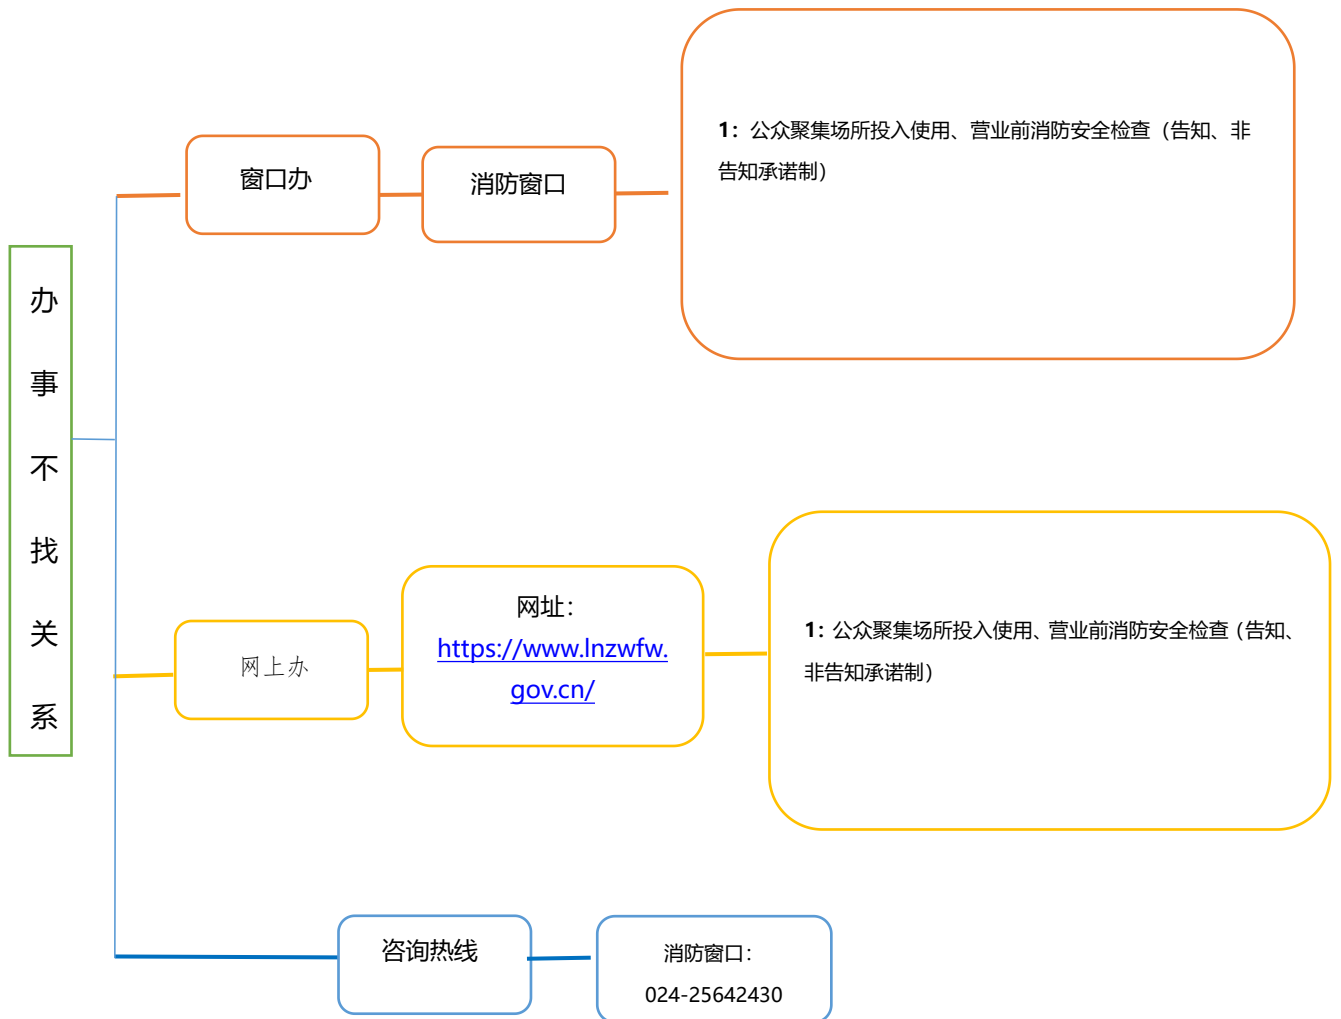 办事不找关系
窗口办
消防窗口
1：公众聚集场所投入使用、营业前消防安全检查（告知、非
告知承诺制）
网上办
网址：
https://www.lnzwfw.
gov.cn/
1：公众聚集场所投入使用、营业前消防安全检查（告知、
非告知承诺制）
咨询热线
消防窗口：
024-25642430